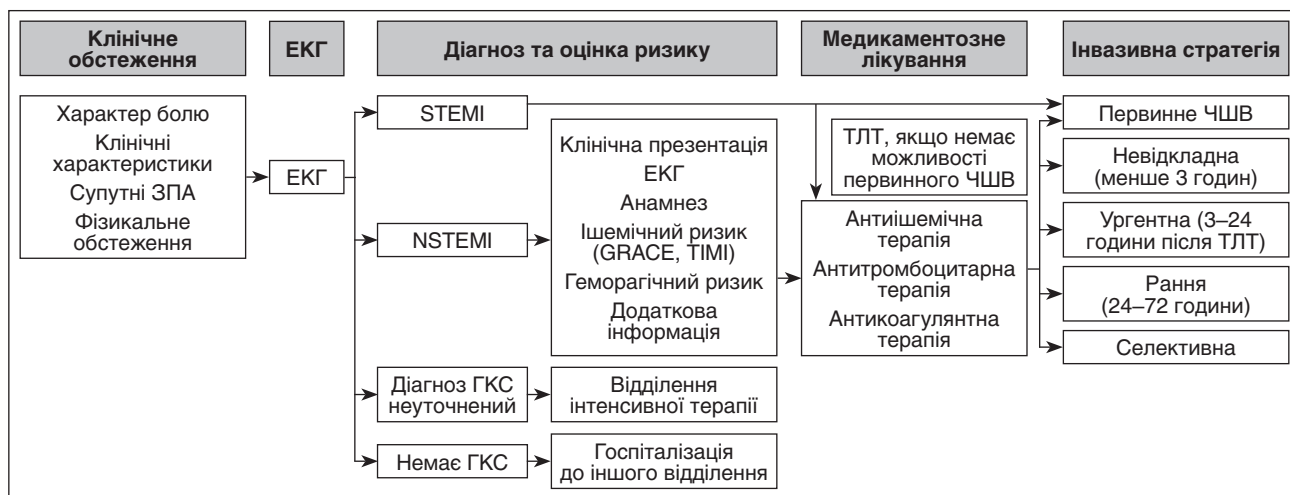 Клінічне
обстеження
ЕКГ
Діагноз та оцінка ризику
Медикаментозне
лікування
Інвазивна стратегія
Характер болю
Клінічні
характеристики
Супутні ЗПА
Фізикальне
обстеження
ЕКГ
STEMI
NSTEMI
Діагноз ГКС
неуточнений
Немає ГКС
Клінічна презентація
ЕКГ
Анамнез
Ішемічний ризик
(GRACE, TIMI)
Геморагічний ризик
Додаткова
інформація
Відділення
інтенсивної терапії
Госпіталізація
до іншого відділення
ТЛТ, якщо немає
можливості
первинного ЧШВ
Антиішемічна
терапія
Антитромбоцитарна
терапія
Антикоагулянтна
терапія
Первинне ЧШВ
Невідкладна
(менше 3 годин)
Ургентна (3–24
години після ТЛТ)
Рання
(24–72 години)
Селективна